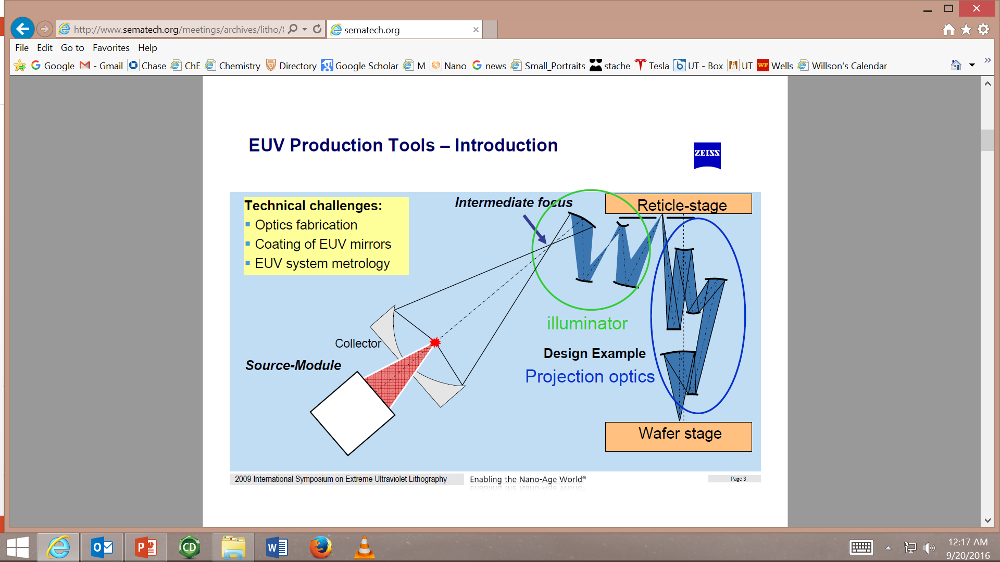 http://www.sematech.org/meetings/archives/litho/
sematech.org
File Edit Go to Favorites Help
Google - Gmail Chase ChE Chemistry Directory Google Scholar M Nano news Small_Portraits stache Tesla UT - Box UT Wells Willson's Calendar
EUV Production Tools – Introduction
ZEISS
Technical challenges:
Optics fabrication
Coating of EUV mirrors
EUV system metrology
Intermediate focus
Reticle-stage
illuminator
Collector
Source-Module
Design Example
Projection optics
Wafer stage
2009 International Symposium on Extreme Ultraviolet Lithography
Enabling the Nano-Age World®
Page 3
12:17 AM
9/20/2016